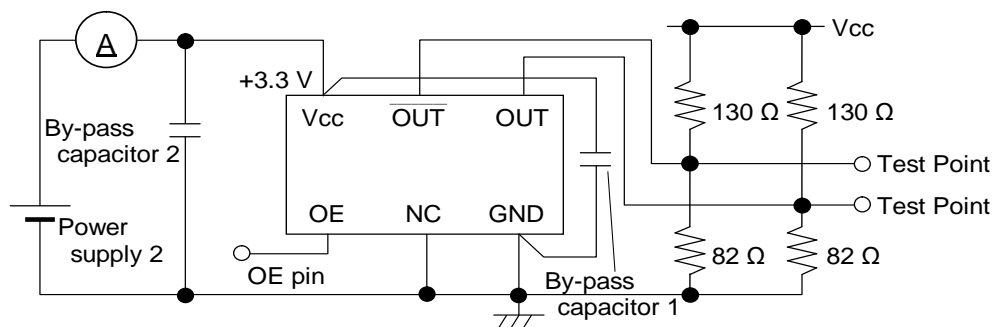 A
Vcc
+3.3 V
Vcc
OUT
OUT
130 Ω
130 Ω
By-pass
capacitor 2
Test Point
OE
NC
GND
Test Point
Power
supply 2
82 Ω
82 Ω
OE pin
By-pass
capacitor 1